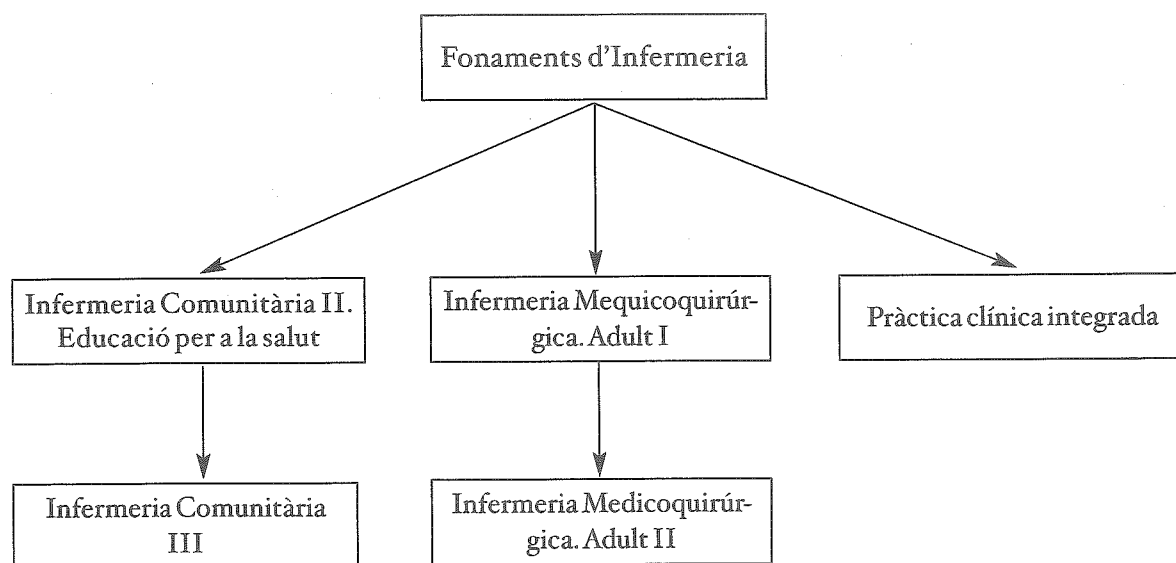 Fonaments d'Infermeria
Infermeria Comunitària II.
Educació per a la salut
Infermeria Mequicoquirúr-
gica. Adult I
Pràctica clínica integrada
Infermeria Comunitària
III
Infermeria Medicoquirúr-
gica. Adult II